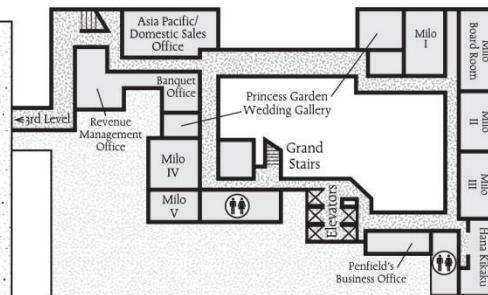 Asia Pacific/
Domestic Sales
Office
Milo
I
Milo
Board Room
Banquet
Office
Princess Garden
Wedding Gallery
3rd Level
Revenue
Management
Office
Milo
II
Milo
IV
Grand
Stairs
Milo
III
Milo
V
Elevators
Hana Kikaku
Penfield's
Business Office